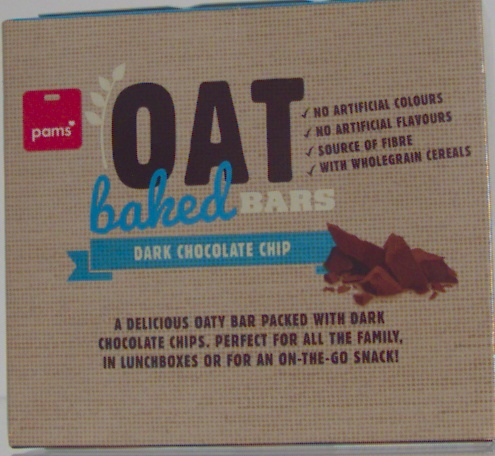 pams
OAT
baked BARS
DARK CHOCOLATE CHIP
✓ NO ARTIFICIAL COLOURS
✓ NO ARTIFICIAL FLAVOURS
✓ SOURCE OF FIBRE
✓ WITH WHOLEGRAIN CEREALS
A DELICIOUS OATY BAR PACKED WITH DARK
CHOCOLATE CHIPS. PERFECT FOR ALL THE FAMILY,
IN LUNCHBOXES OR FOR AN ON-THE-GO SNACK!